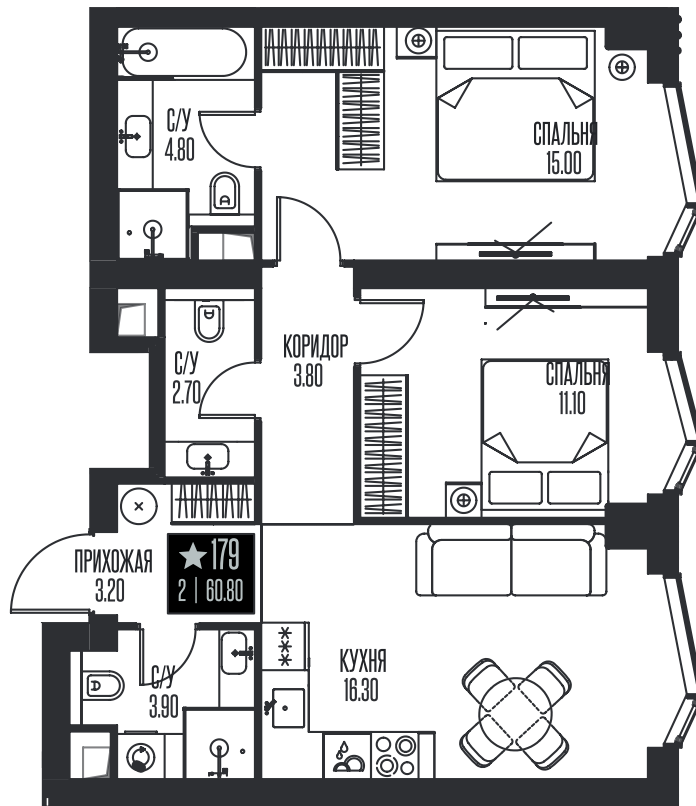 С/У
4.80
СПАЛЬНЯ
15.00
КОРИДОР
3.80
С/У
2.70
СПАЛЬНЯ
11.10
ПРИХОЖАЯ
3.20
★179
2 | 60.80
С/У
3.90
КУХНЯ
16.30